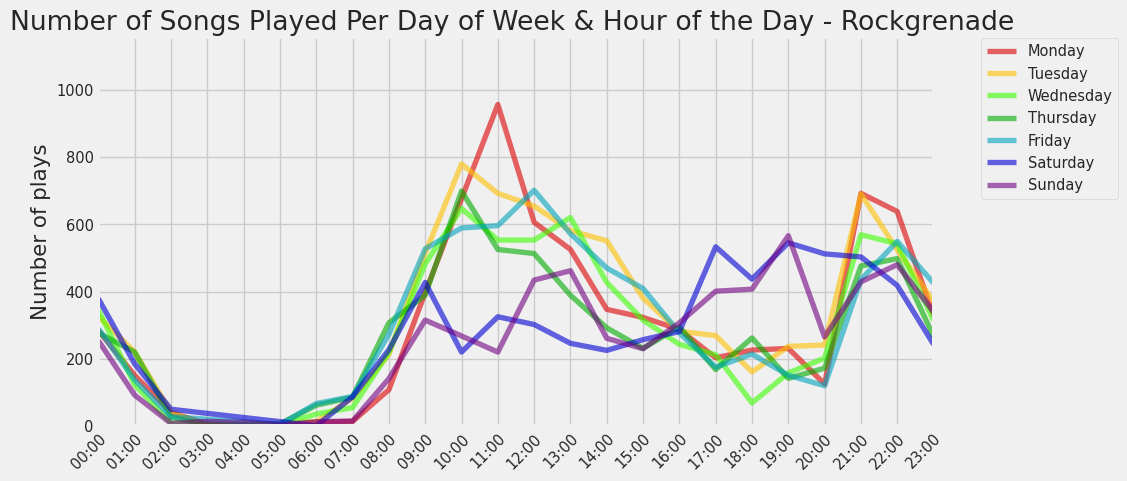 Number of Songs Played Per Day of Week & Hour of the Day - Rockgrenade
Monday
Tuesday
Wednesday
Thursday
Friday
Saturday
Sunday
Number of plays
1000
800
600
400
200
0
00:00 01:00 02:00 03:00 04:00 05:00 06:00 07:00 08:00 09:00 10:00 11:00 12:00 13:00 14:00 15:00 16:00 17:00 18:00 19:00 20:00 21:00 22:00 23:00